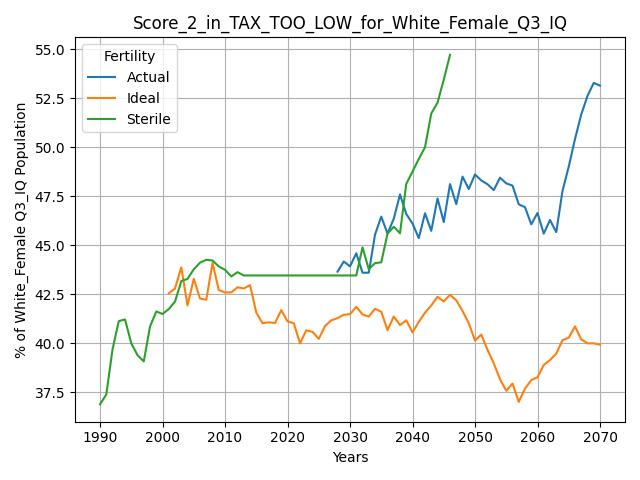 Score_2_in_TAX_TOO_LOW_for_White_Female_Q3_IQ
% of White_Female Q3_IQ Population
55.0
52.5
50.0
47.5
45.0
42.5
40.0
37.5
Fertility
Actual
Ideal
Sterile
1990 2000 2010 2020 2030 2040 2050 2060 2070
Years